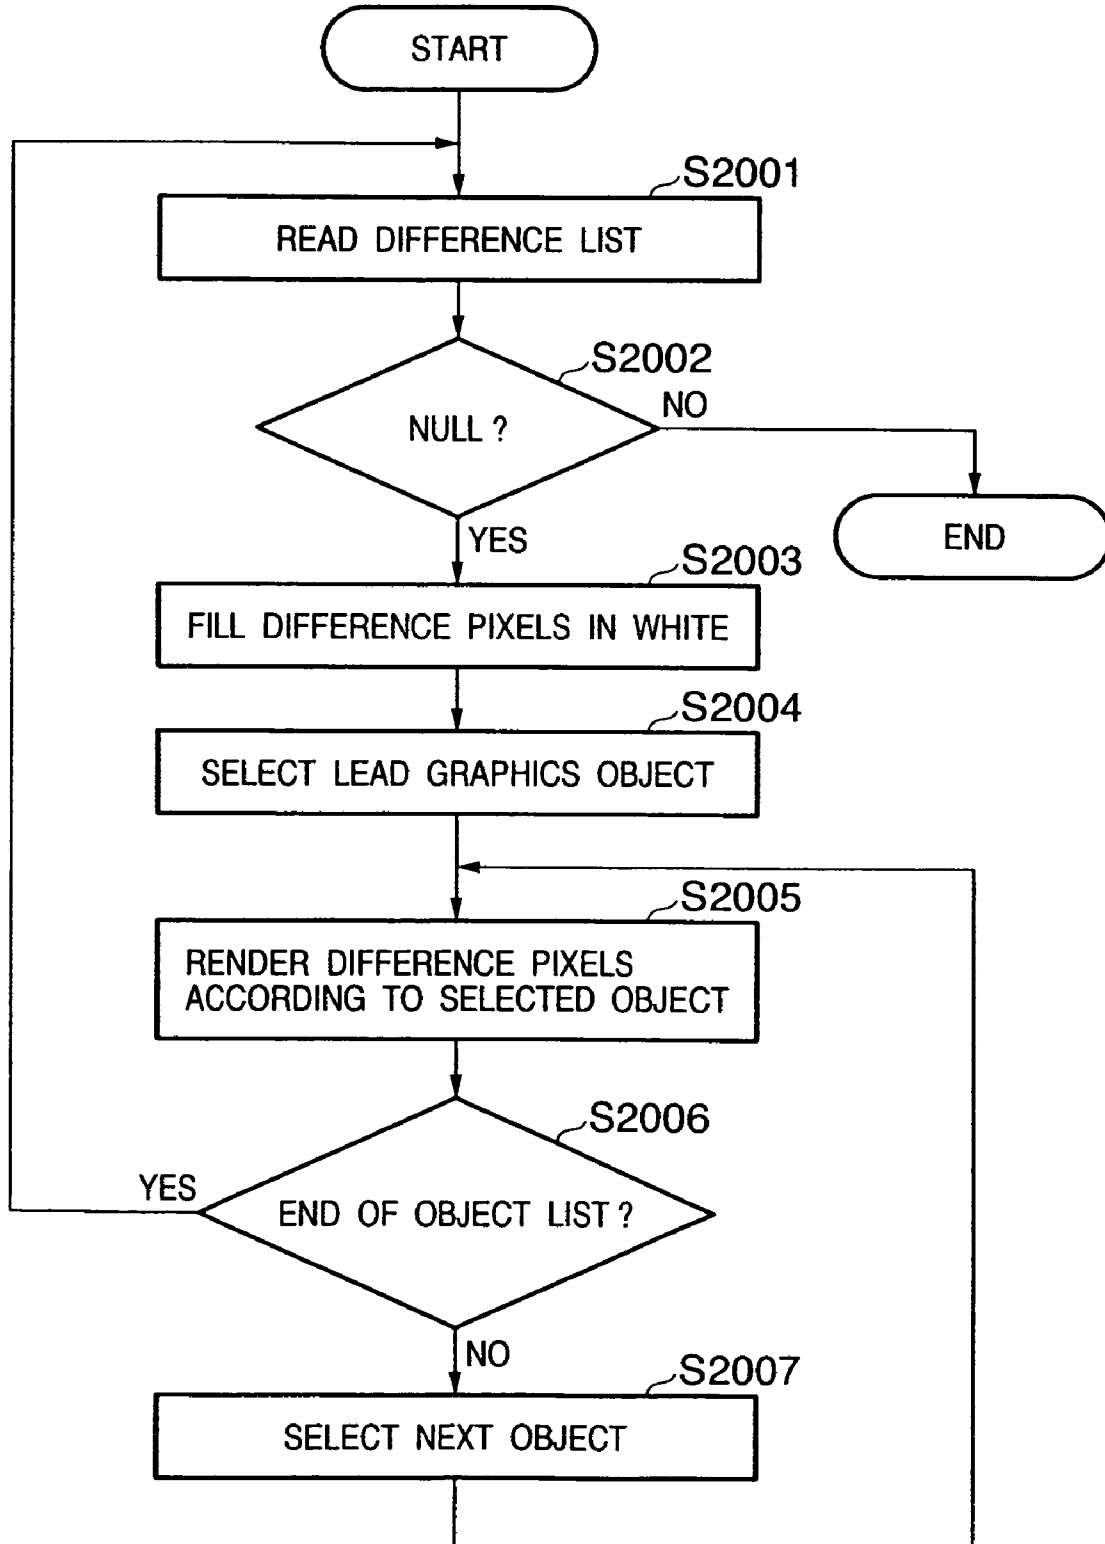 START
S2001
READ DIFFERENCE LIST
S2002
NULL ?
NO
END
YES
S2003
FILL DIFFERENCE PIXELS IN WHITE
S2004
SELECT LEAD GRAPHICS OBJECT
S2005
RENDER DIFFERENCE PIXELS
ACCORDING TO SELECTED OBJECT
S2006
YES
END OF OBJECT LIST ?
NO
S2007
SELECT NEXT OBJECT